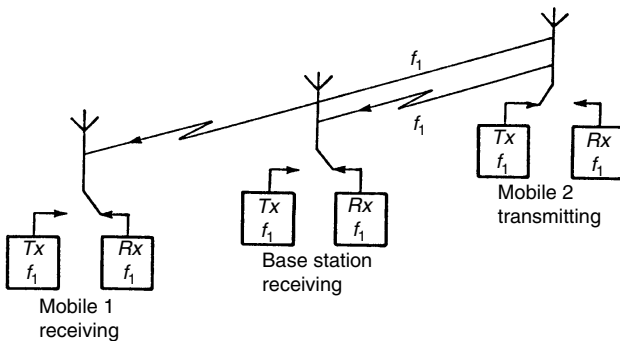 f1
f1
Tx
f1
Rx
f1
Mobile 2
transmitting
Tx
f1
Rx
f1
Base station
receiving
Tx
f1
Rx
f1
Mobile 1
receiving